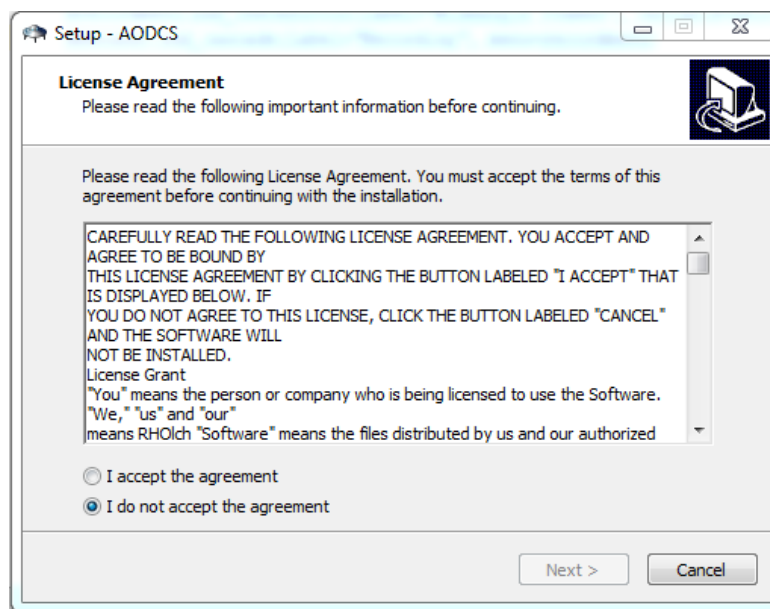 Setup - AODCS
License Agreement
Please read the following important information before continuing.
Please read the following License Agreement. You must accept the terms of this
agreement before continuing with the installation.
CAREFULLY READ THE FOLLOWING LICENSE AGREEMENT. YOU ACCEPT AND
AGREE TO BE BOUND BY
THIS LICENSE AGREEMENT BY CLICKING THE BUTTON LABELED "I ACCEPT" THAT
IS DISPLAYED BELOW. IF
YOU DO NOT AGREE TO THIS LICENSE, CLICK THE BUTTON LABELED "CANCEL"
AND THE SOFTWARE WILL
NOT BE INSTALLED.
License Grant
"You" means the person or company who is being licensed to use the Software.
"We," "us" and "our"
means RHOlch "Software" means the files distributed by us and our authorized
I accept the agreement
I do not accept the agreement
Next >
Cancel